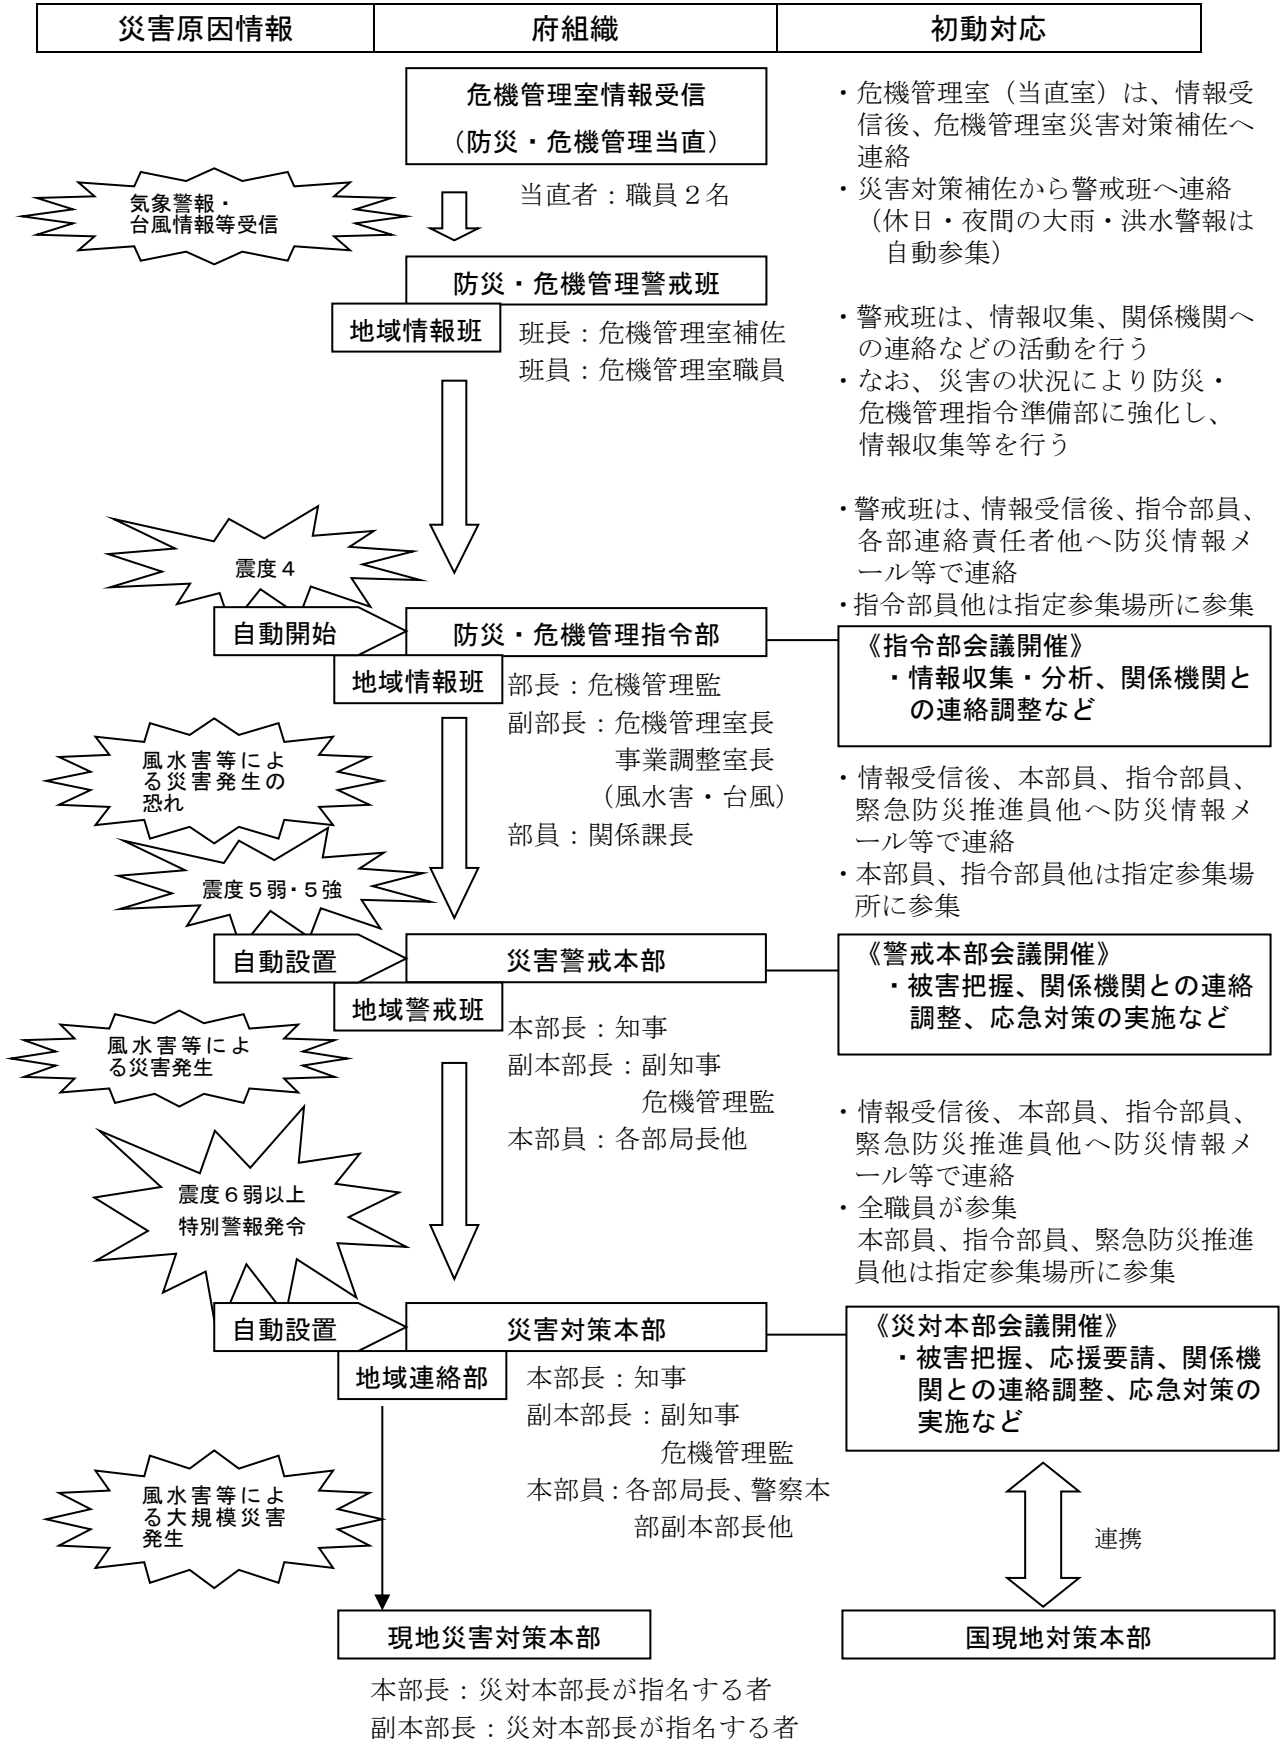 災害原因情報
府組織
初動対応
危機管理室情報受信
（防災・危機管理当直）
当直者：職員２名
気象警報・
台風情報等受信
・危機管理室（当直室）は、情報受
信後、危機管理室災害対策補佐へ
連絡
・災害対策補佐から警戒班へ連絡
（休日・夜間の大雨・洪水警報は
自動参集）
防災・危機管理警戒班
地域情報班
班長：危機管理室補佐
班員：危機管理室職員
・警戒班は、情報収集、関係機関へ
の連絡などの活動を行う
・なお、災害の状況により防災・
危機管理指令準備部に強化し、
情報収集等を行う
・警戒班は、情報受信後、指令部員、
各部連絡責任者他へ防災情報メ
ール等で連絡
・指令部員他は指定参集場所に参集
震度４
自動開始
防災・危機管理指令部
地域情報班
部長：危機管理監
副部長：危機管理室長
事業調整室長
（風水害・台風）
部員：関係課長
《指令部会議開催》
・情報収集・分析、関係機関と
の連絡調整など
風水害等によ
る災害発生の
恐れ
・情報受信後、本部員、指令部員、
緊急防災推進員他へ防災情報メ
ール等で連絡
・本部員、指令部員他は指定参集場
所に参集
震度５弱・５強
自動設置
災害警戒本部
地域警戒班
本部長：知事
副本部長：副知事
危機管理監
本部員：各部局長他
《警戒本部会議開催》
・被害把握、関係機関との連絡
調整、応急対策の実施など
風水害等によ
る災害発生
・情報受信後、本部員、指令部員、
緊急防災推進員他へ防災情報メ
ール等で連絡
・全職員が参集
本部員、指令部員、緊急防災推進
員他は指定参集場所に参集
震度６弱以上
特別警報発令
自動設置
災害対策本部
地域連絡部
本部長：知事
副本部長：副知事
危機管理監
本部員：各部局長、警察本
部副本部長他
《災対本部会議開催》
・被害把握、応援要請、関係機
関との連絡調整、応急対策の
実施など
風水害等によ
る大規模災害
発生
連携
現地災害対策本部
国現地対策本部
本部長：災対本部長が指名する者
副本部長：災対本部長が指名する者